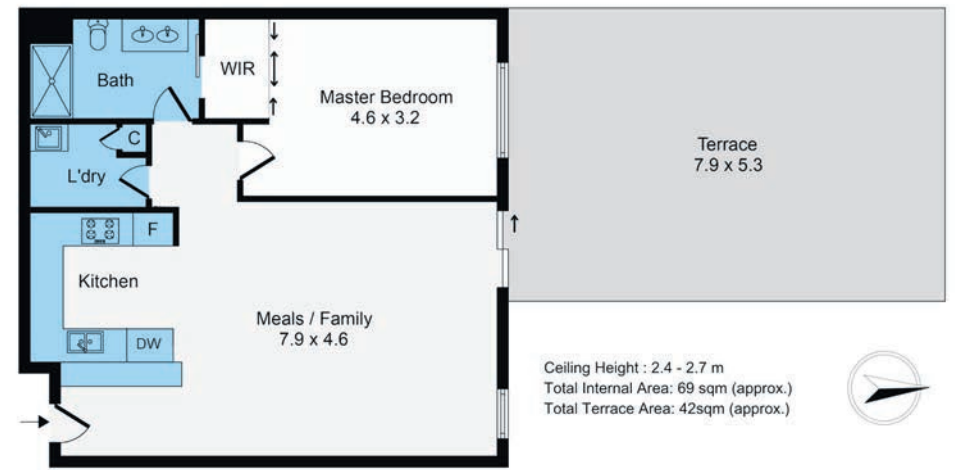 Bath
WIR
Master Bedroom
4.6 x 3.2
Terrace
7.9 x 5.3
C
L'dry
F
Kitchen
Meals / Family
7.9 x 4.6
DW
Ceiling Height : 2.4 - 2.7 m
Total Internal Area: 69 sqm (approx.)
Total Terrace Area: 42sqm (approx.)